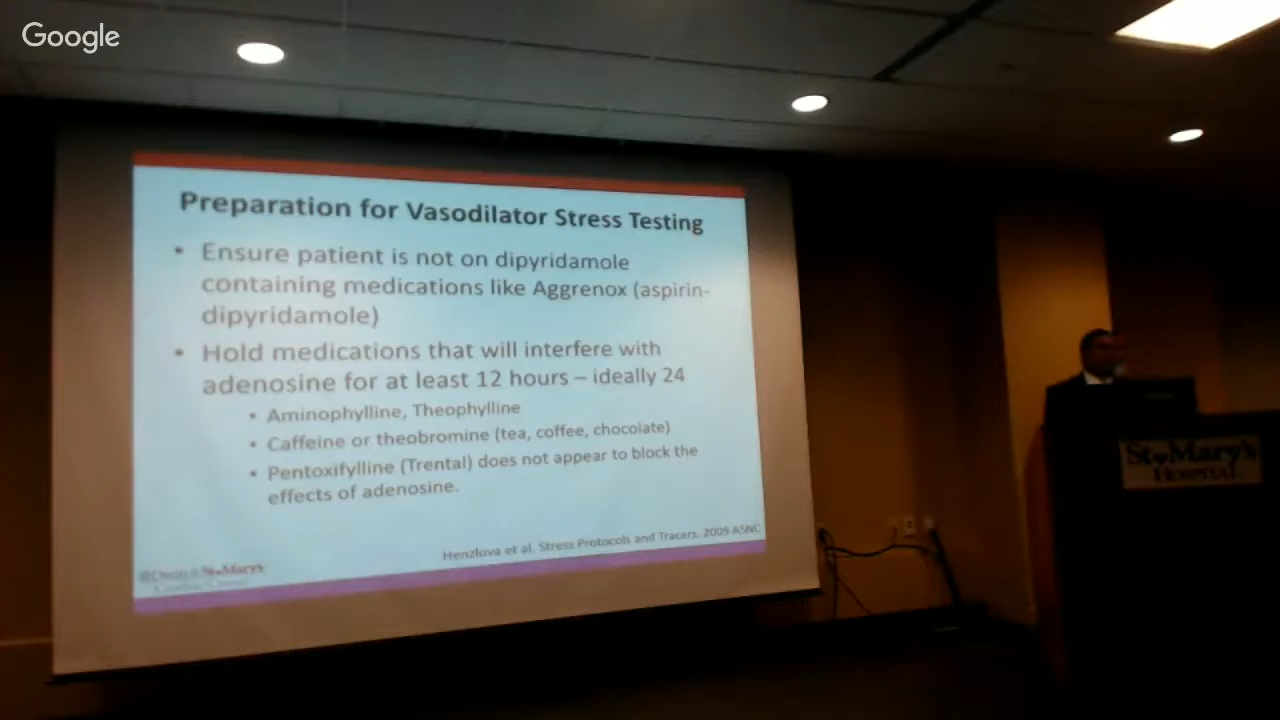 Google
Preparation for Vasodilator Stress Testing
• Ensure patient is not on dipyridamole
containing medications like Aggrenox (aspirin-
dipyridamole)
• Hold medications that will interfere with
adenosine for at least 12 hours – ideally 24
• Aminophylline, Theophylline
• Caffeine or theobromine (tea, coffee, chocolate)
• Pentoxifylline (Trental) does not appear to block the
effects of adenosine.
Henzlova et al. Stress Protocols and Tracers. 2009 ASNC
St. Mary's
St. Mary's
HOSPITAL